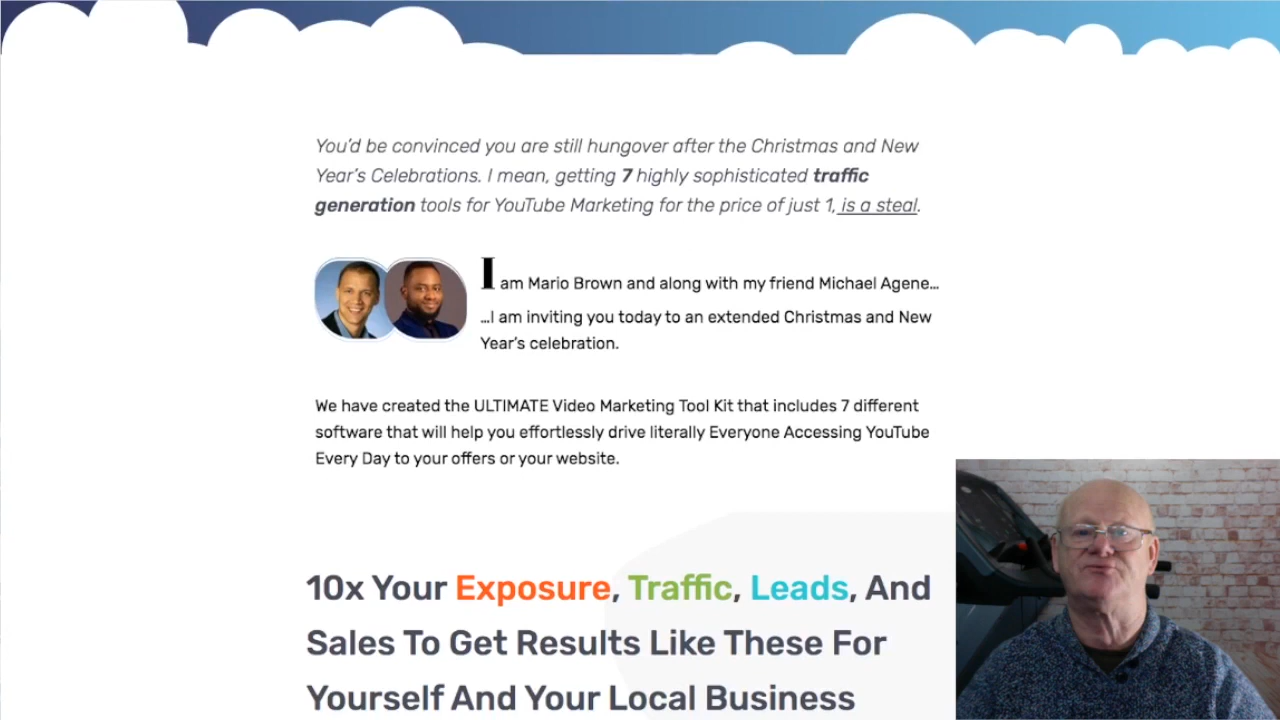 You'd be convinced you are still hungover after the Christmas and New
Year's Celebrations. I mean, getting 7 highly sophisticated traffic
generation tools for YouTube Marketing for the price of just 1, is a steal.
I am Mario Brown and along with my friend Michael Agene...
...I am inviting you today to an extended Christmas and New
Year's celebration.
We have created the ULTIMATE Video Marketing Tool Kit that includes 7 different
software that will help you effortlessly drive literally Everyone Accessing YouTube
Every Day to your offers or your website.
10x Your Exposure, Traffic, Leads, And
Sales To Get Results Like These For
Yourself And Your Local Business